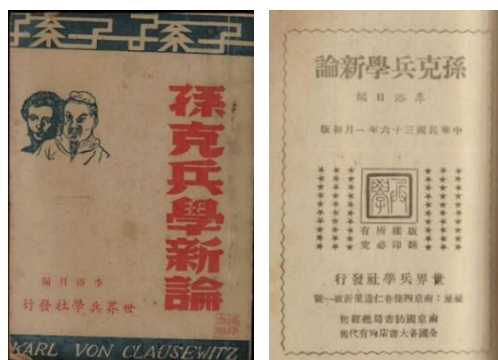 孫子孫子
孫克兵學新論
李浴日編
世界兵學社發行
KARL VON CLAUSEWITZ
孫克兵學新論
李浴日編
中華民國三十六年一月初版
版權所有
翻印必究
世界兵學社發行
南京國防書局總經售
全國各大書店均有代售